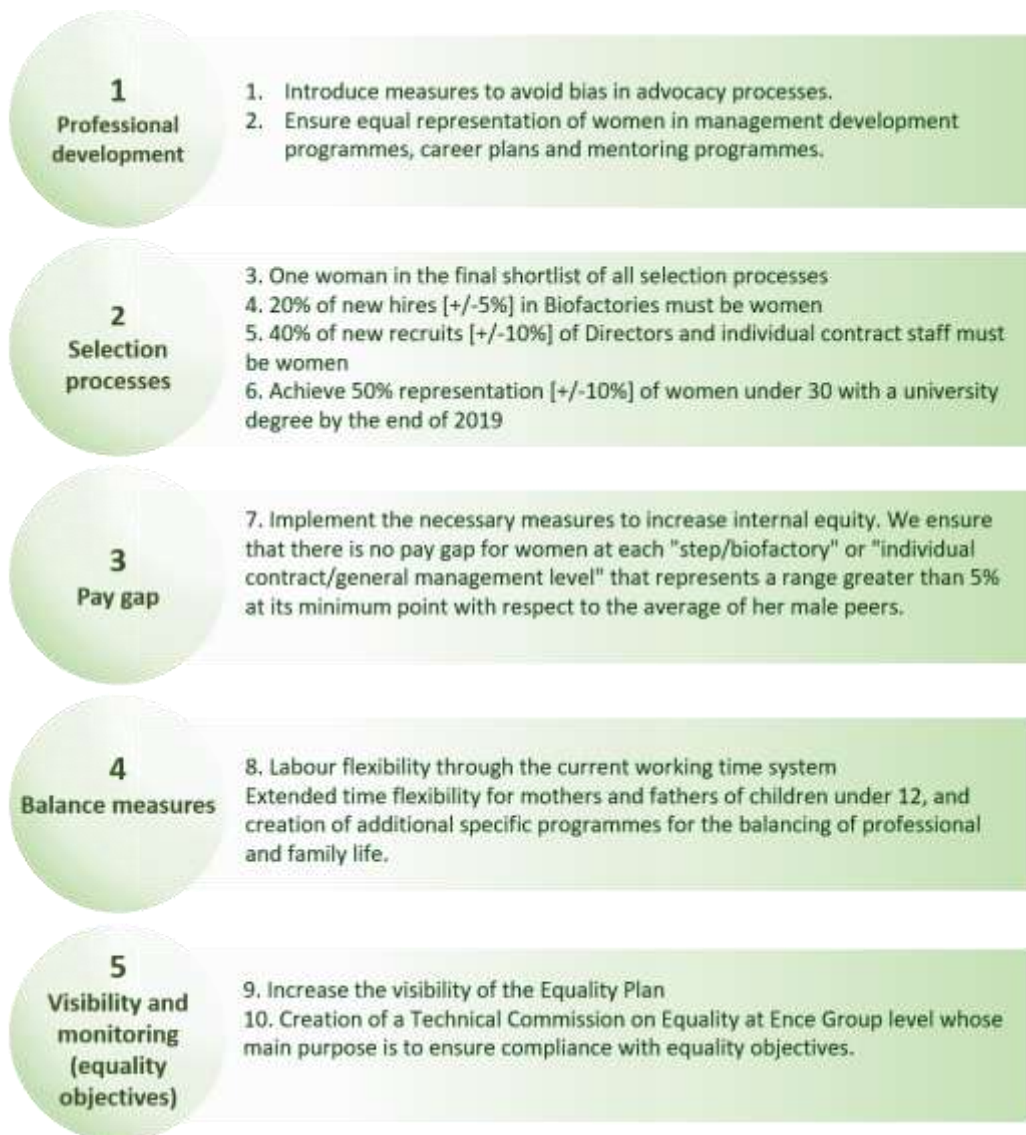 1
Professional
development
1. Introduce measures to avoid bias in advocacy processes.
2. Ensure equal representation of women in management development
programmes, career plans and mentoring programmes.
2
Selection
processes
3. One woman in the final shortlist of all selection processes
4. 20% of new hires [+/-5%] in Biofactories must be women
5. 40% of new recruits [+/-10%] of Directors and individual contract staff must
be women
6. Achieve 50% representation [+/-10%] of women under 30 with a university
degree by the end of 2019
3
Pay gap
7. Implement the necessary measures to increase internal equity. We ensure
that there is no pay gap for women at each "step/biofactory" or "individual
contract/general management level" that represents a range greater than 5%
at its minimum point with respect to the average of her male peers.
4
Balance measures
8. Labour flexibility through the current working time system
Extended time flexibility for mothers and fathers of children under 12, and
creation of additional specific programmes for the balancing of professional
and family life.
5
Visibility and
monitoring
(equality
objectives)
9. Increase the visibility of the Equality Plan
10. Creation of a Technical Commission on Equality at Ence Group level whose
main purpose is to ensure compliance with equality objectives.